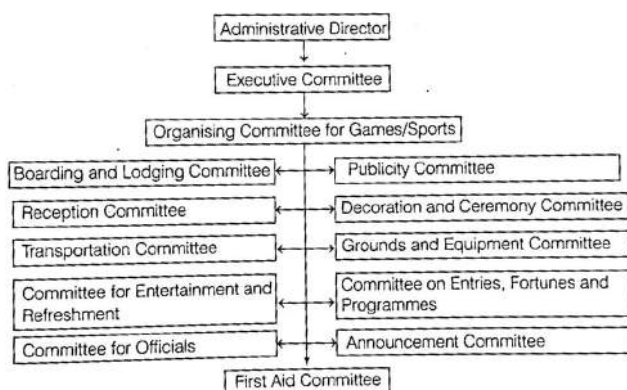 Administrative Director
Executive Committee
Organising Committee for Games/Sports
Boarding and Lodging Committee
Publicity Committee
Reception Committee
Decoration and Ceremony Committee
Transportation Committee
Grounds and Equipment Committee
Committee for Entertainment and
Refreshment
Committee on Entries, Fortunes and
Programmes
Committee for Officials
Announcement Committee
First Aid Committee